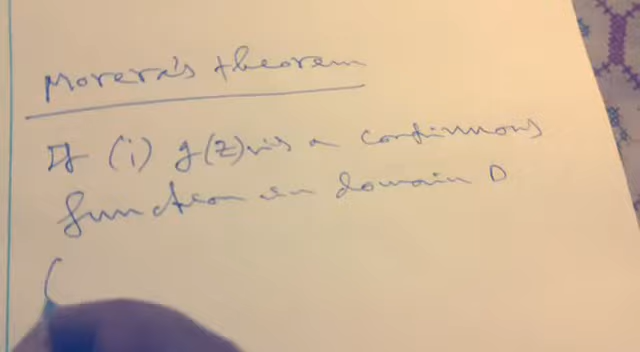 Morera's theorem
If (i) g(z) is a continuous
function in domain D
(